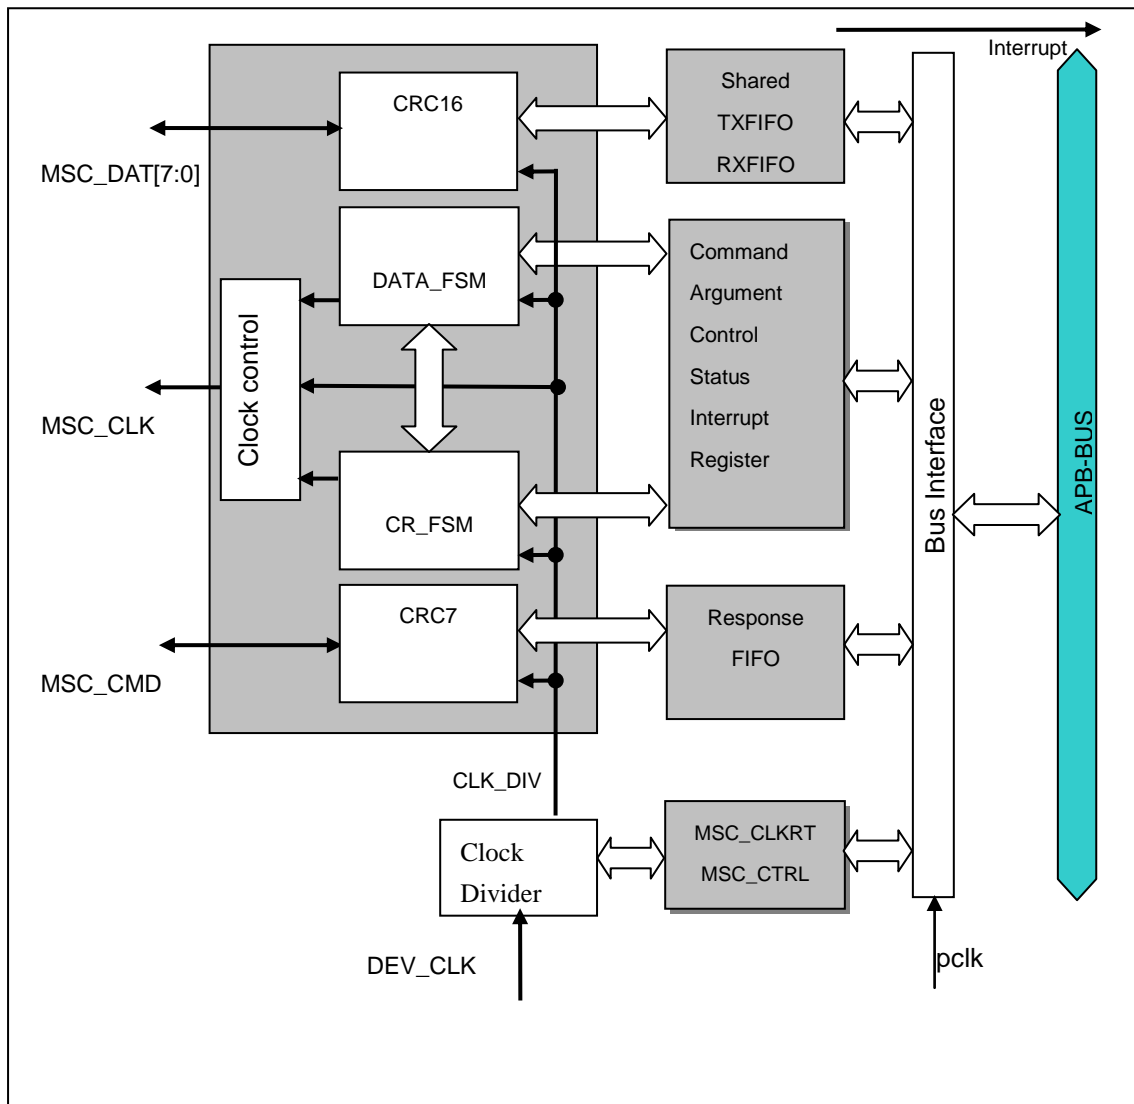 Interrupt
Shared
TXFIFO
RXFIFO
CRC16
MSC_DAT[7:0]
DATA_FSM
Command
Argument
Control
Status
Interrupt
Register
Clock control
MSC_CLK
CR_FSM
Bus Interface
APB-BUS
CRC7
Response
FIFO
MSC_CMD
CLK_DIV
Clock
Divider
MSC_CLKRT
MSC_CTRL
DEV_CLK
pclk